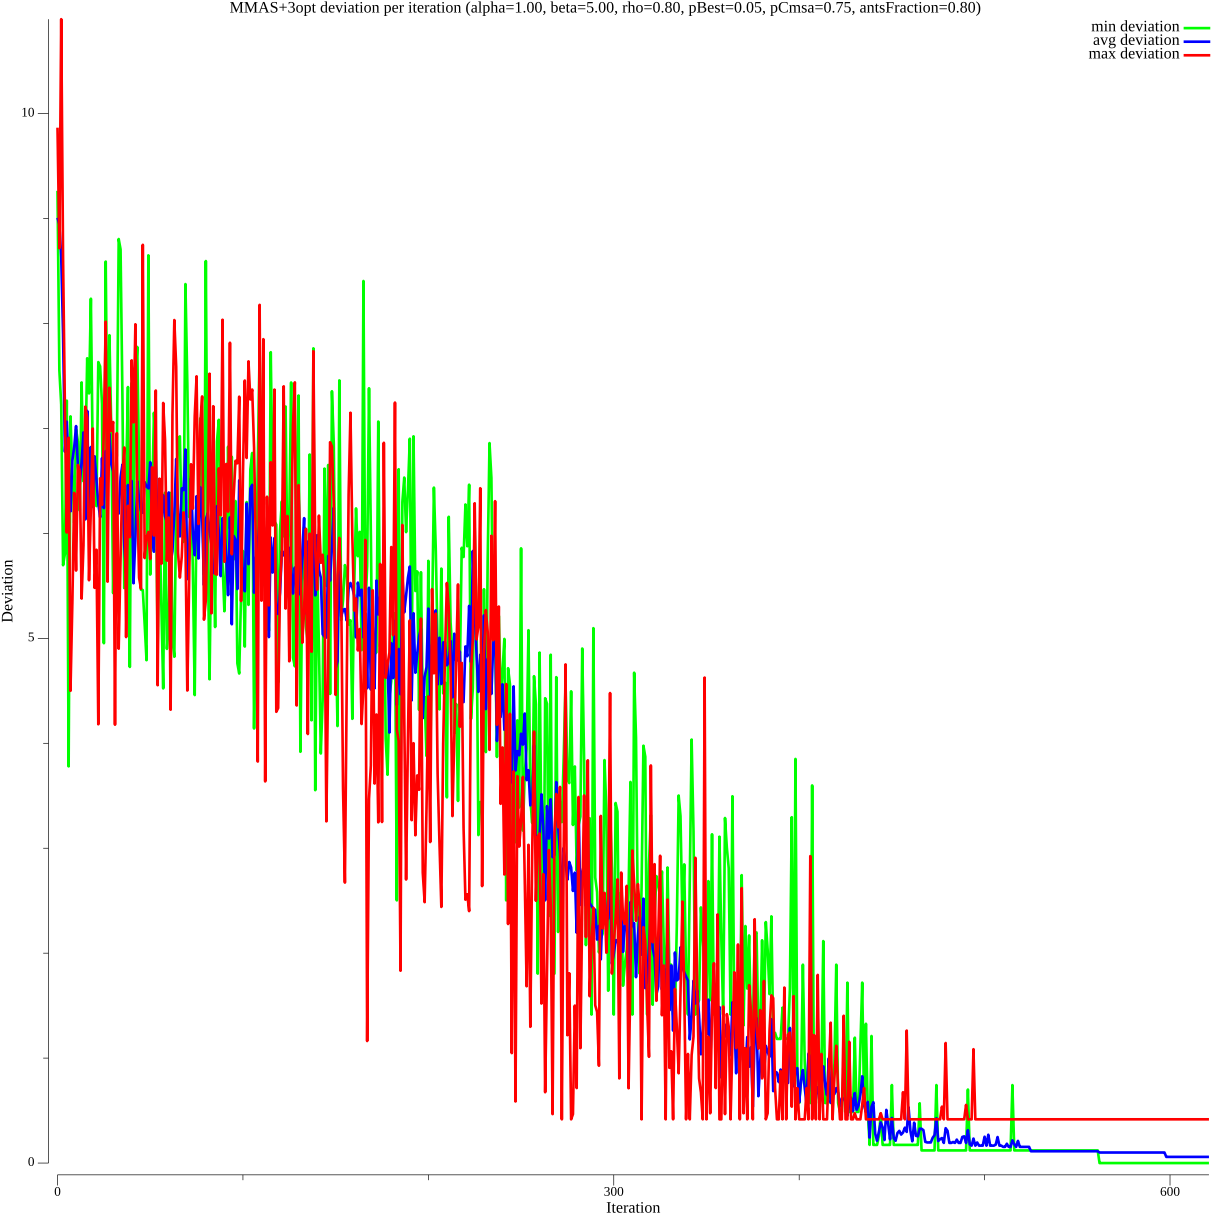 MMAS+3opt deviation per iteration (alpha=1.00, beta=5.00, rho=0.80, pBest=0.05, pCmsa=0.75, antsFraction=0.80)
min deviation
avg deviation
max deviation
10
5
0
Deviation
0
300
600
Iteration